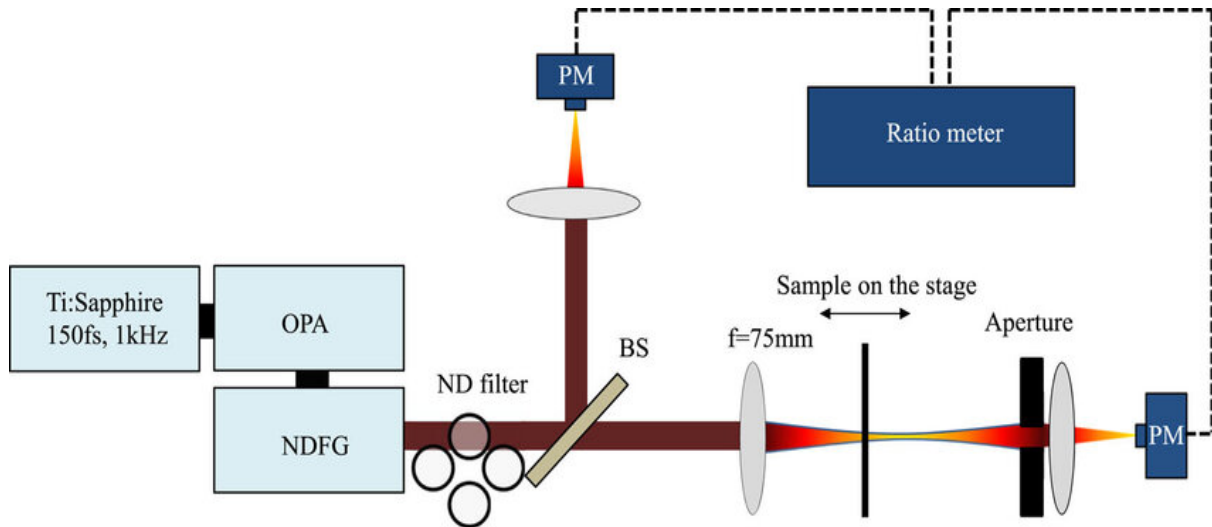 PM
Ratio meter
Ti:Sapphire
150fs, 1kHz
OPA
NDFG
ND filter
BS
f=75mm
Sample on the stage
Aperture
PM